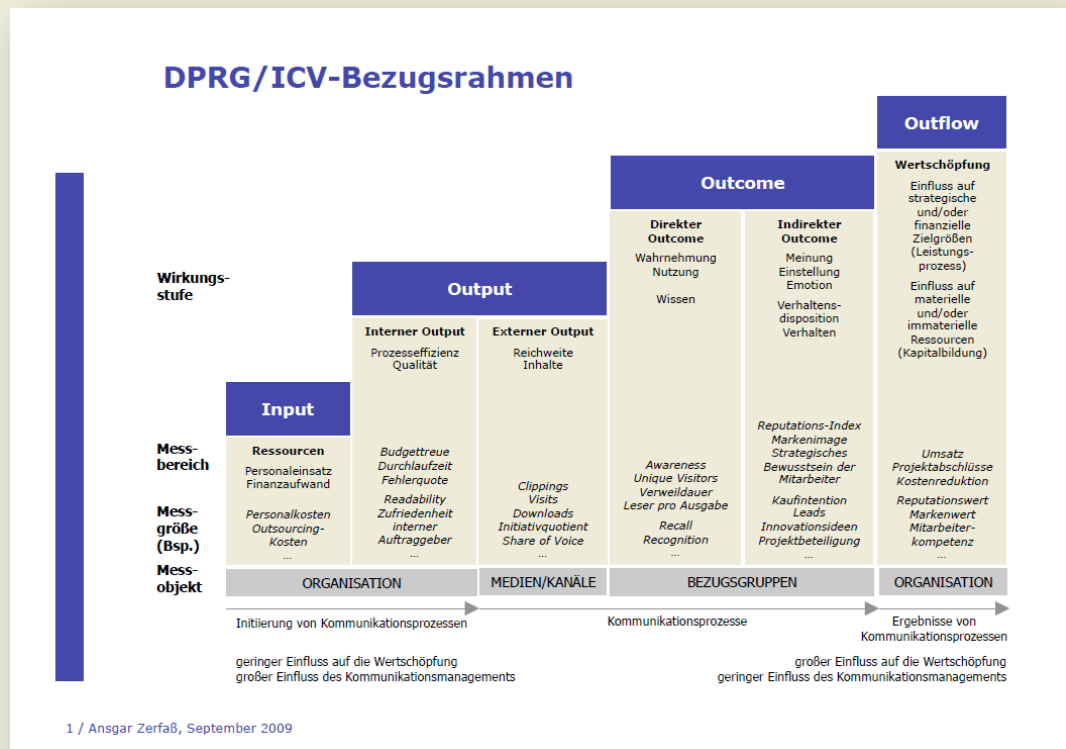 DPRG/ICV-Bezugsrahmen
Outflow
Wertschöpfung
Einfluss auf
strategische
und/oder
finanzielle
Zielgrößen
(Leistungs-
prozess)
Einfluss auf
materielle
und/oder
immaterielle
Ressourcen
(Kapitalbildung)
Umsatz
Projektabschlüsse
Kostenreduktion
Reputationswert
Markenwert
Mitarbeiter-
kompetenz
...
Outcome
Direkter
Outcome
Wahrnehmung
Nutzung
Wissen
Awareness
Unique Visitors
Verweildauer
Leser pro Ausgabe
Recall
Recognition
...
Indirekter
Outcome
Meinung
Einstellung
Emotion
Verhaltens-
disposition
Verhalten
Reputations-Index
Markenimage
Strategisches
Bewusstsein der
Mitarbeiter
Kaufintention
Leads
Innovationsideen
Projektbeteiligung
...
Wirkungs-
stufe
Output
Interner Output
Prozesseffizienz
Qualität
Budgettreue
Durchlaufzeit
Fehlerquote
Readability
Zufriedenheit
interner
Auftraggeber
...
Externer Output
Reichweite
Inhalte
Clippings
Visits
Downloads
Initiativquotient
Share of Voice
...
Input
Mess-
bereich
Ressourcen
Personaleinsatz
Finanzaufwand
Mess-
größe
(Bsp.)
Personalkosten
Outsourcing-
Kosten
...
Mess-
objekt
ORGANISATION
MEDIEN/KANÄLE
BEZUGSGRUPPEN
ORGANISATION
Initiierung von Kommunikationsprozessen
Kommunikationsprozesse
Ergebnisse von
Kommunikationsprozessen
geringer Einfluss auf die Wertschöpfung
großer Einfluss des Kommunikationsmanagements
großer Einfluss auf die Wertschöpfung
geringer Einfluss des Kommunikationsmanagements
1 / Ansgar Zerfaß, September 2009